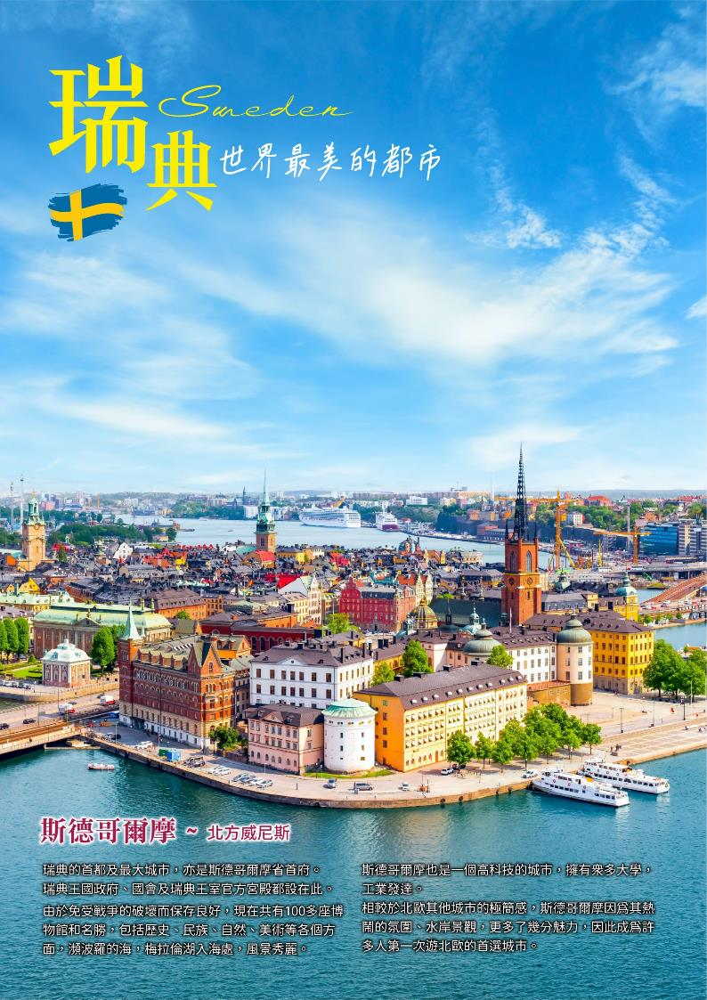 瑞典
Sweden
世界最美的都市
斯德哥爾摩 ~ 北方威尼斯
瑞典的首都及最大城市，亦是斯德哥爾摩省首府。
瑞典王國政府、國會及瑞典王室官方宮殿都設在此。
由於免受戰爭的破壞而保存良好，現在共有100多座博
物館和名勝，包括歷史、民族、自然、美術等各個方
面，瀕波羅的海，梅拉倫湖入海處，風景秀麗。
斯德哥爾摩也是一個高科技的城市，擁有衆多大學，
工業發達。
相較於北歐其他城市的極簡感，斯德哥爾摩因爲其熱
鬧的氛圍、水岸景觀，更多了幾分魅力，因此成爲許
多人第一次遊北歐的首選城市。